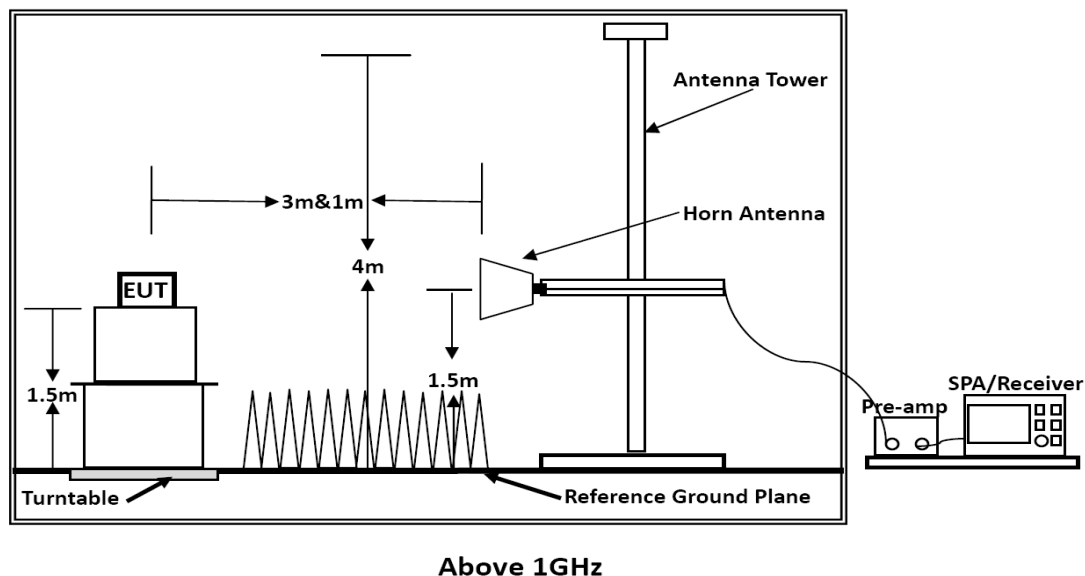 Antenna Tower
3m&1m
Horn Antenna
4m
EUT
1.5m
1.5m
SPA/Receiver
Pre-amp
Turntable
Reference Ground Plane
Above 1GHz